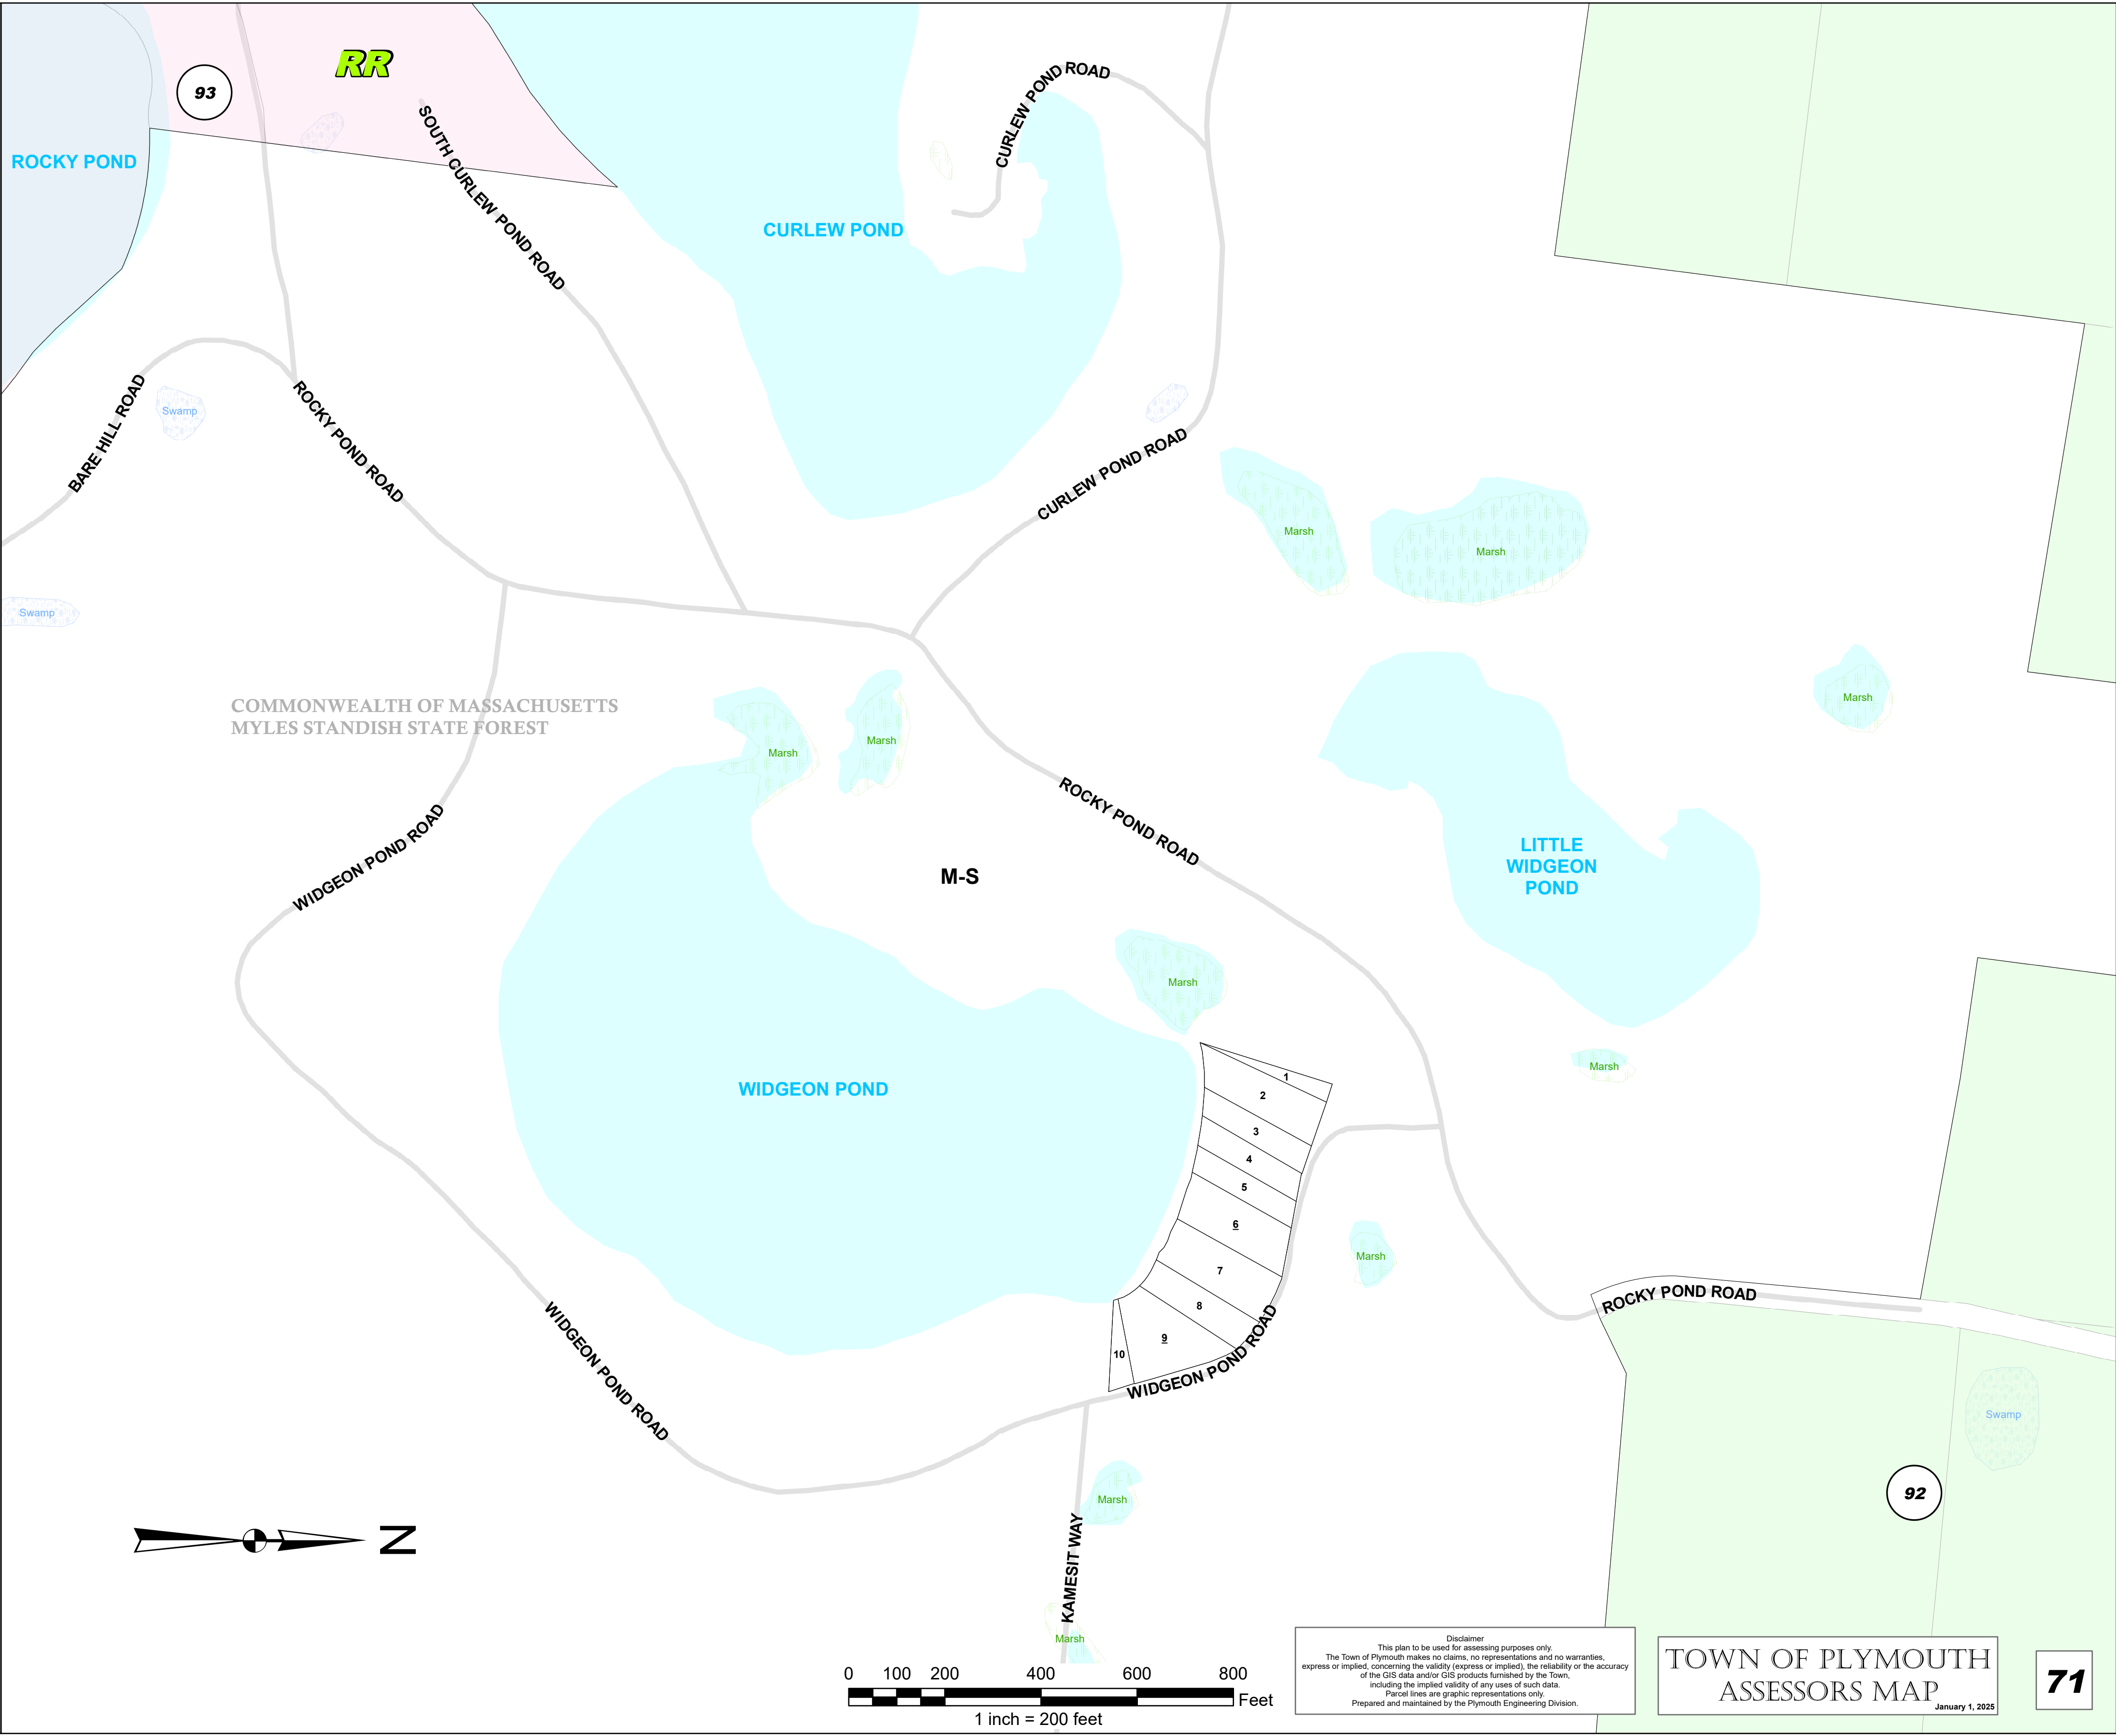 RR
93
ROCKY POND
SOUTH CURLEW POND ROAD
CURLEW POND ROAD
CURLEW POND
BARE HILL ROAD
Swamp
ROCKY POND ROAD
CURLEW POND ROAD
Marsh
Marsh
Swamp
COMMONWEALTH OF MASSACHUSETTS
MYLES STANDISH STATE FOREST
Marsh
Marsh
Marsh
WIDGEON POND ROAD
ROCKY POND ROAD
M-S
LITTLE
WIDGEON
POND
Marsh
Marsh
WIDGEON POND
1
2
3
4
5
6
7
8
9
10
Marsh
ROCKY POND ROAD
WIDGEON POND ROAD
WIDGEON POND ROAD
Swamp
92
Marsh
KAMESIT WAY
Marsh
N
0 100 200 400 600 800
Feet
1 inch = 200 feet
Disclaimer
This plan to be used for assessing purposes only.
The Town of Plymouth makes no claims, no representations and no warranties,
express or implied, concerning the validity (express or implied), the reliability or the accuracy
of the GIS data and/or GIS products furnished by the Town,
including the implied validity of any uses of such data.
Parcel lines are graphic representations only.
Prepared and maintained by the Plymouth Engineering Division.
TOWN OF PLYMOUTH
ASSESSORS MAP
January 1, 2025
71